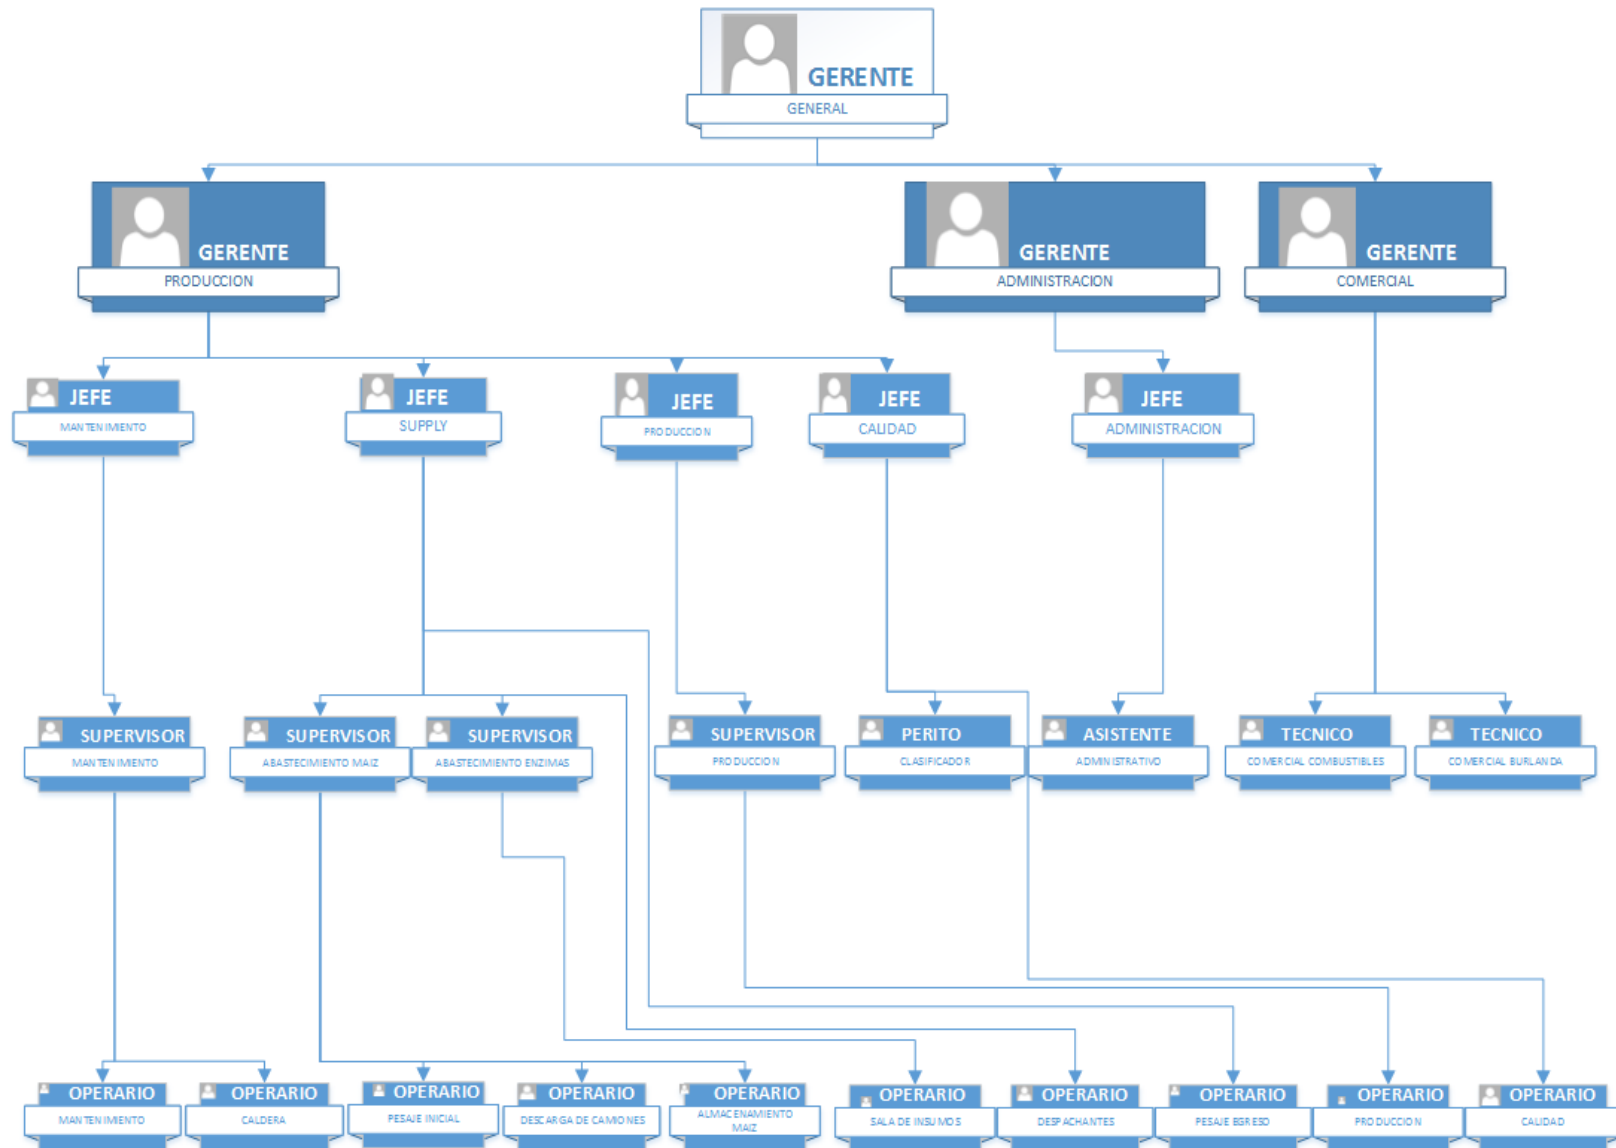 GERENTE
GENERAL
GERENTE
PRODUCCION
GERENTE
ADMINISTRACION
GERENTE
COMERCIAL
JEFE
MANTENIMIENTO
JEFE
SUPPLY
JEFE
PRODUCCION
JEFE
CALIDAD
JEFE
ADMINISTRACION
SUPERVISOR
MANTENIMIENTO
SUPERVISOR
ABASTECIMIENTO MAIZ
SUPERVISOR
ABASTECIMIENTO ENZIMAS
SUPERVISOR
PRODUCCION
PERITO
CLASIFICADOR
ASISTENTE
ADMINISTRATIVO
TECNICO
COMERCIAL COMBUSTIBLES
TECNICO
COMERCIAL BURLANDA
OPERARIO
MANTENIMIENTO
OPERARIO
CALDERA
OPERARIO
PESAJE INICIAL
OPERARIO
DESCARGA DE CAMIONES
OPERARIO
ALMACENAMIENTO
MAIZ
OPERARIO
SALA DE INSUMOS
OPERARIO
DESPACHANTES
OPERARIO
PESAJE EGRESO
OPERARIO
PRODUCCION
OPERARIO
CALIDAD